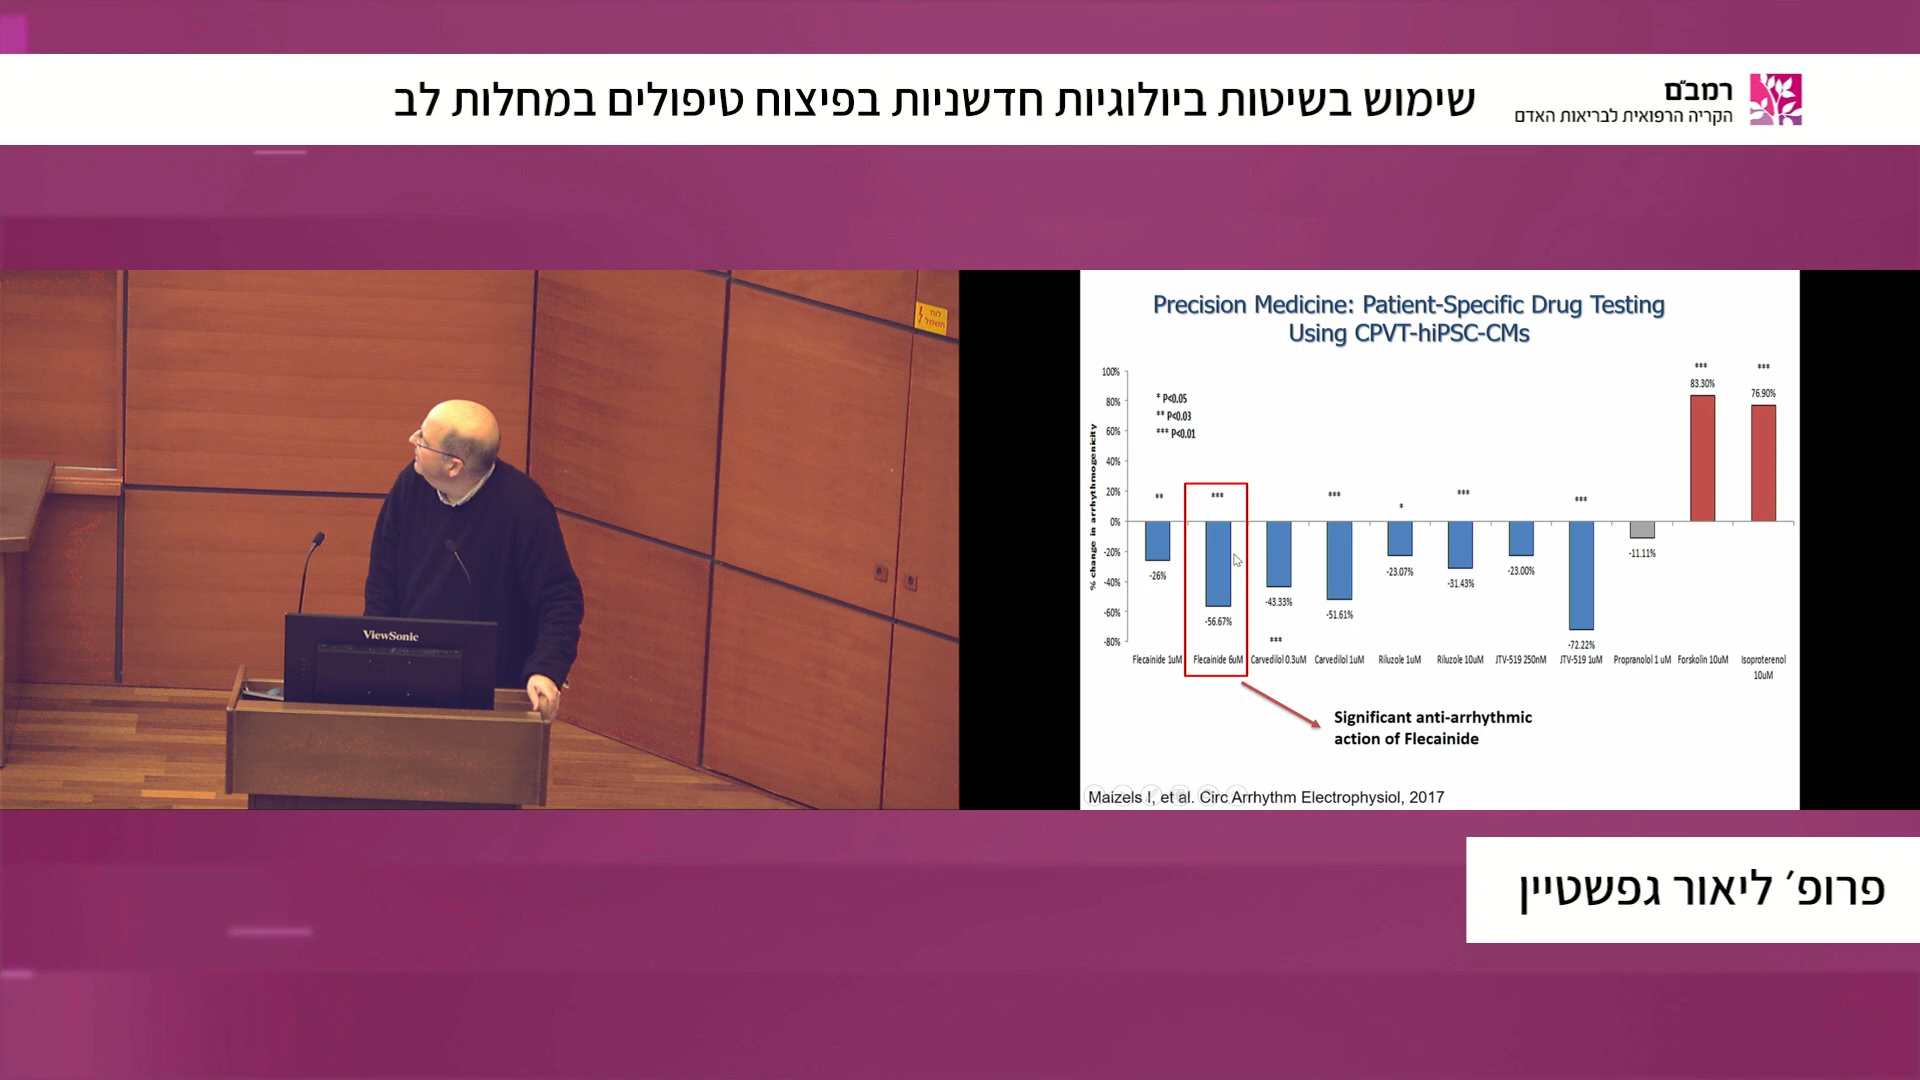 שימוש בשיטות ביולוגיות חדשניות בפיצוח טיפולים במחלות לב
רמב״ם
הקריה הרפואית לבריאות האדם
לוח
חשמל
ViewSonic
Precision Medicine: Patient-Specific Drug Testing
Using CPVT-hiPSC-CMs
% change in arrhythmogenicity
100%
80%
60%
40%
20%
0%
-20%
-40%
-60%
-80%
* P<0.05
** P<0.03
*** P<0.01
*** ***
83.30% 76.90%
** *** *** * *** ***
-26% -56.67% -43.33% -51.61% -23.07% -31.43% -23.00% -72.22% -11.11%
***
Flecainide 1uM Flecainide 6uM Carvedilol 0.3uM Carvedilol 1uM Riluzole 1uM Riluzole 10uM JTV-519 250nM JTV-519 1uM Propranolol 1 uM Forskolin 10uM Isoproterenol
10uM
Significant anti-arrhythmic
action of Flecainide
Maizels I, et al. Circ Arrhythm Electrophysiol, 2017
פרופ׳ ליאור גפשטיין